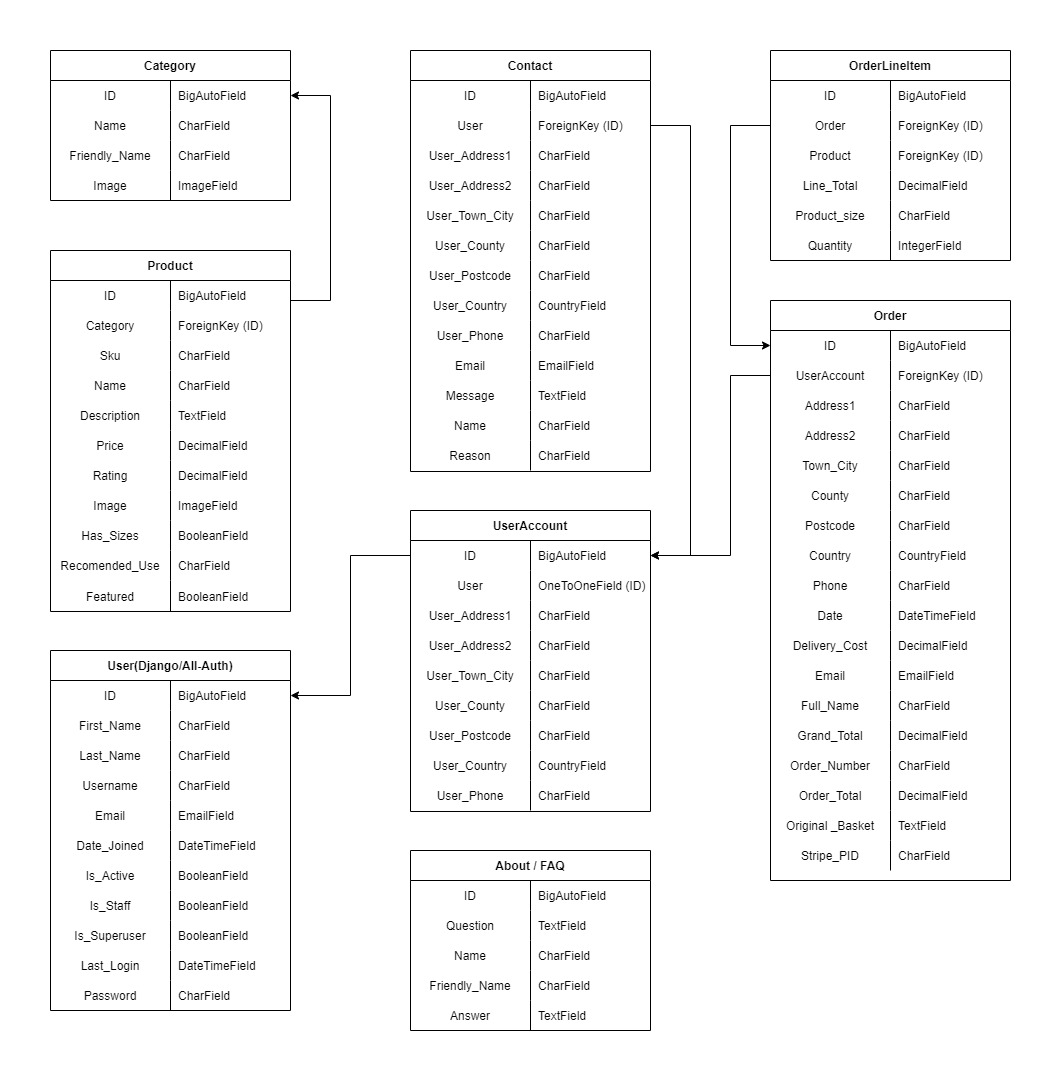 Category
ID BigAutoField
Name CharField
Friendly_Name CharField
Image ImageField
Product
ID BigAutoField
Category ForeignKey (ID)
Sku CharField
Name CharField
Description TextField
Price DecimalField
Rating DecimalField
Image ImageField
Has_Sizes BooleanField
Recomended_Use CharField
Featured BooleanField
User(Django/All-Auth)
ID BigAutoField
First_Name CharField
Last_Name CharField
Username CharField
Email EmailField
Date_Joined DateTimeField
Is_Active BooleanField
Is_Staff BooleanField
Is_Superuser BooleanField
Last_Login DateTimeField
Password CharField
Contact
ID BigAutoField
User ForeignKey (ID)
User_Address1 CharField
User_Address2 CharField
User_Town_City CharField
User_County CharField
User_Postcode CharField
User_Country CountryField
User_Phone CharField
Email EmailField
Message TextField
Name CharField
Reason CharField
UserAccount
ID BigAutoField
User OneToOneField (ID)
User_Address1 CharField
User_Address2 CharField
User_Town_City CharField
User_County CharField
User_Postcode CharField
User_Country CountryField
User_Phone CharField
About / FAQ
ID BigAutoField
Question TextField
Name CharField
Friendly_Name CharField
Answer TextField
OrderLineItem
ID BigAutoField
Order ForeignKey (ID)
Product ForeignKey (ID)
Line_Total DecimalField
Product_size CharField
Quantity IntegerField
Order
ID BigAutoField
UserAccount ForeignKey (ID)
Address1 CharField
Address2 CharField
Town_City CharField
County CharField
Postcode CharField
Country CountryField
Phone CharField
Date DateTimeField
Delivery_Cost DecimalField
Email EmailField
Full_Name CharField
Grand_Total DecimalField
Order_Number CharField
Order_Total DecimalField
Original _Basket TextField
Stripe_PID CharField